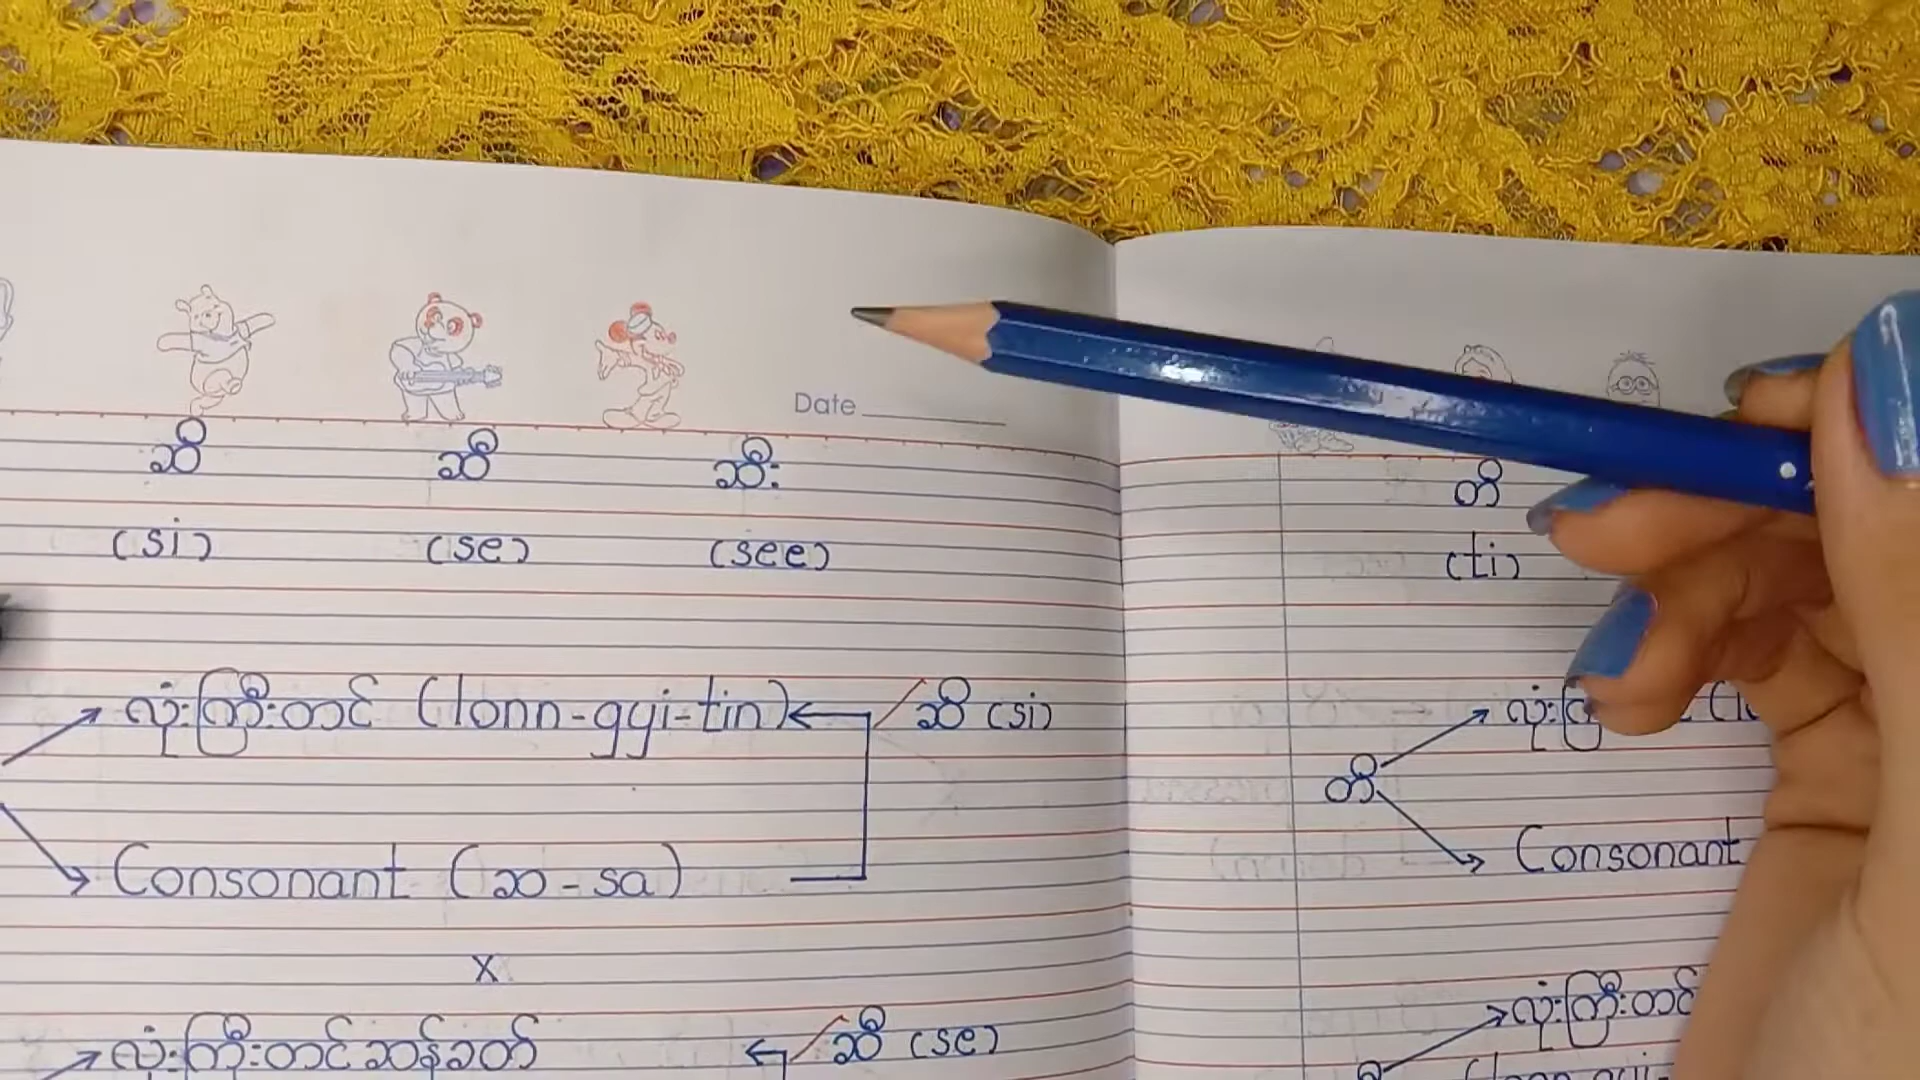 Date
ဆိ ဆီ ဆီး
(si) (se) (see)
လုံးကြီးတင် (lonn-gyi-tin) ဆိ (si)
Consonant (ဆ - sa)
x
လုံးကြီးတင်ဆန်ခတ် ဆီ (se)
တိ
(ti)
တိ
Consonant
လုံးကြီးတင်